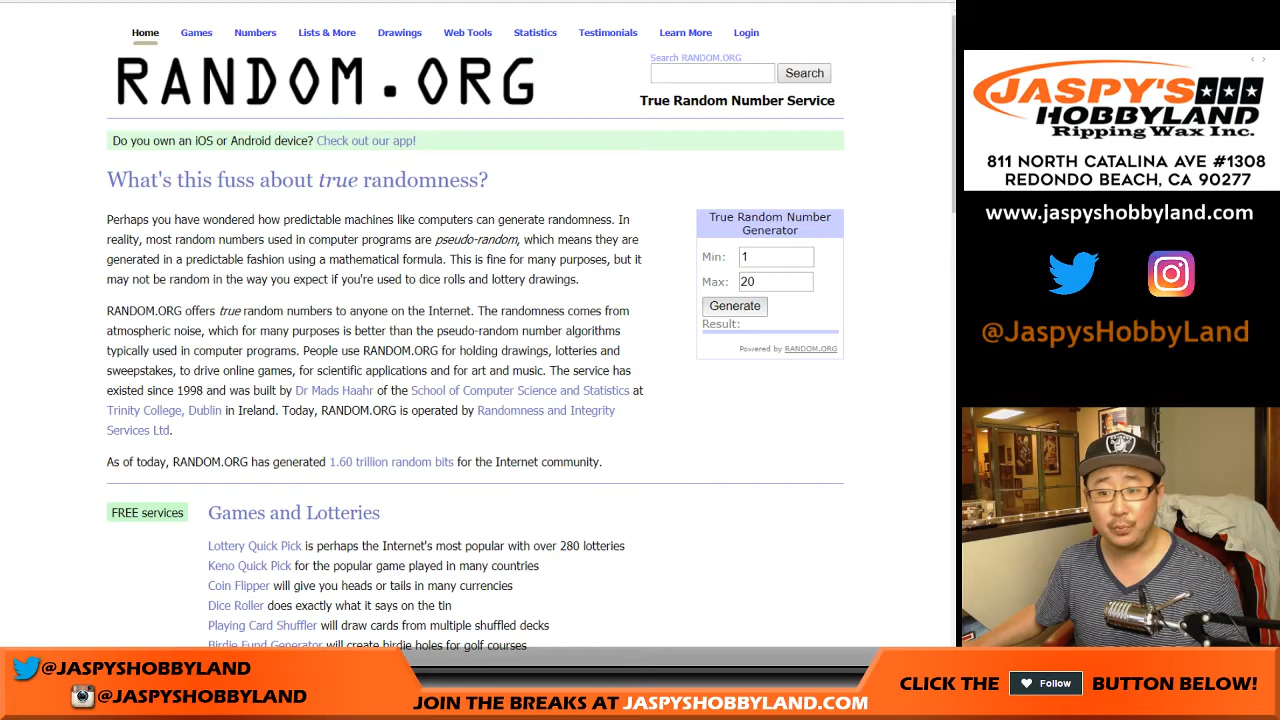 Home Games Numbers Lists & More Drawings Web Tools Statistics Testimonials Learn More Login
RANDOM.ORG
Search RANDOM.ORG
Search
True Random Number Service
Do you own an iOS or Android device? Check out our app!
What's this fuss about true randomness?
Perhaps you have wondered how predictable machines like computers can generate randomness. In
reality, most random numbers used in computer programs are pseudo-random, which means they are
generated in a predictable fashion using a mathematical formula. This is fine for many purposes, but it
may not be random in the way you expect if you're used to dice rolls and lottery drawings.
RANDOM.ORG offers true random numbers to anyone on the Internet. The randomness comes from
atmospheric noise, which for many purposes is better than the pseudo-random number algorithms
typically used in computer programs. People use RANDOM.ORG for holding drawings, lotteries and
sweepstakes, to drive online games, for scientific applications and for art and music. The service has
existed since 1998 and was built by Dr Mads Haahr of the School of Computer Science and Statistics at
Trinity College, Dublin in Ireland. Today, RANDOM.ORG is operated by Randomness and Integrity
Services Ltd.
As of today, RANDOM.ORG has generated 1.60 trillion random bits for the Internet community.
True Random Number
Generator
Min: 1
Max: 20
Generate
Result:
Powered by RANDOM.ORG
FREE services
Games and Lotteries
Lottery Quick Pick is perhaps the Internet's most popular with over 280 lotteries
Keno Quick Pick for the popular game played in many countries
Coin Flipper will give you heads or tails in many currencies
Dice Roller does exactly what it says on the tin
Playing Card Shuffler will draw cards from multiple shuffled decks
Birdie Fund Generator will create birdie holes for golf courses
JASPY'S
HOBBYLAND
Ripping Wax Inc.
811 NORTH CATALINA AVE #1308
REDONDO BEACH, CA 90277
www.jaspyshobbyland.com
@JaspysHobbyLand
@JASPYSHOBBYLAND
@JASPYSHOBBYLAND
JOIN THE BREAKS AT JASPYSHOBBYLAND.COM
CLICK THE Follow BUTTON BELOW!